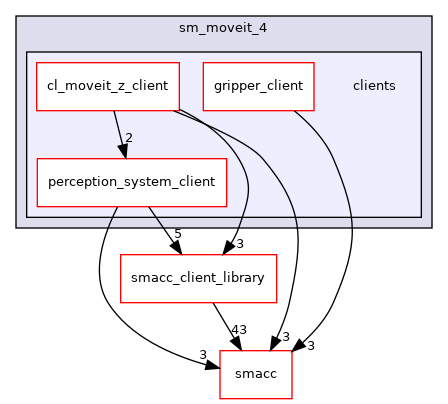 sm_moveit_4
cl_moveit_z_client
gripper_client
clients
2
perception_system_client
5
3
smacc_client_library
43
3
3
3
smacc